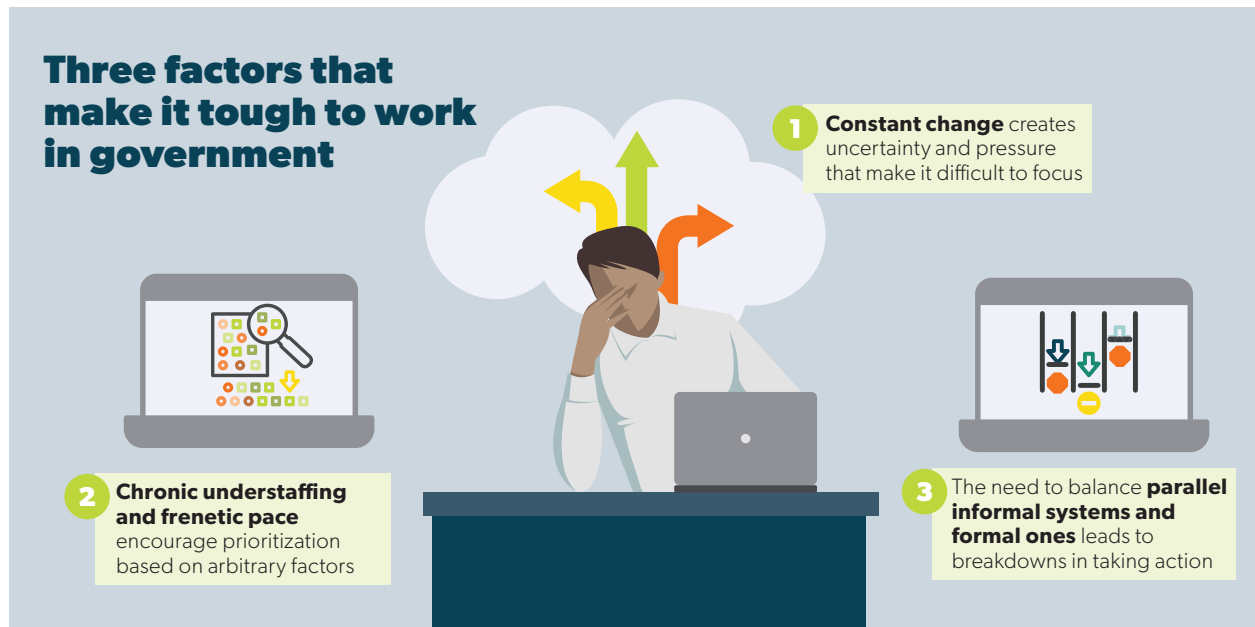 Three factors that
make it tough to work
in government
1
Constant change creates
uncertainty and pressure
that make it difficult to focus
2
Chronic understaffing
and frenetic pace
encourage prioritization
based on arbitrary factors
3
The need to balance parallel
informal systems and
formal ones leads to
breakdowns in taking action